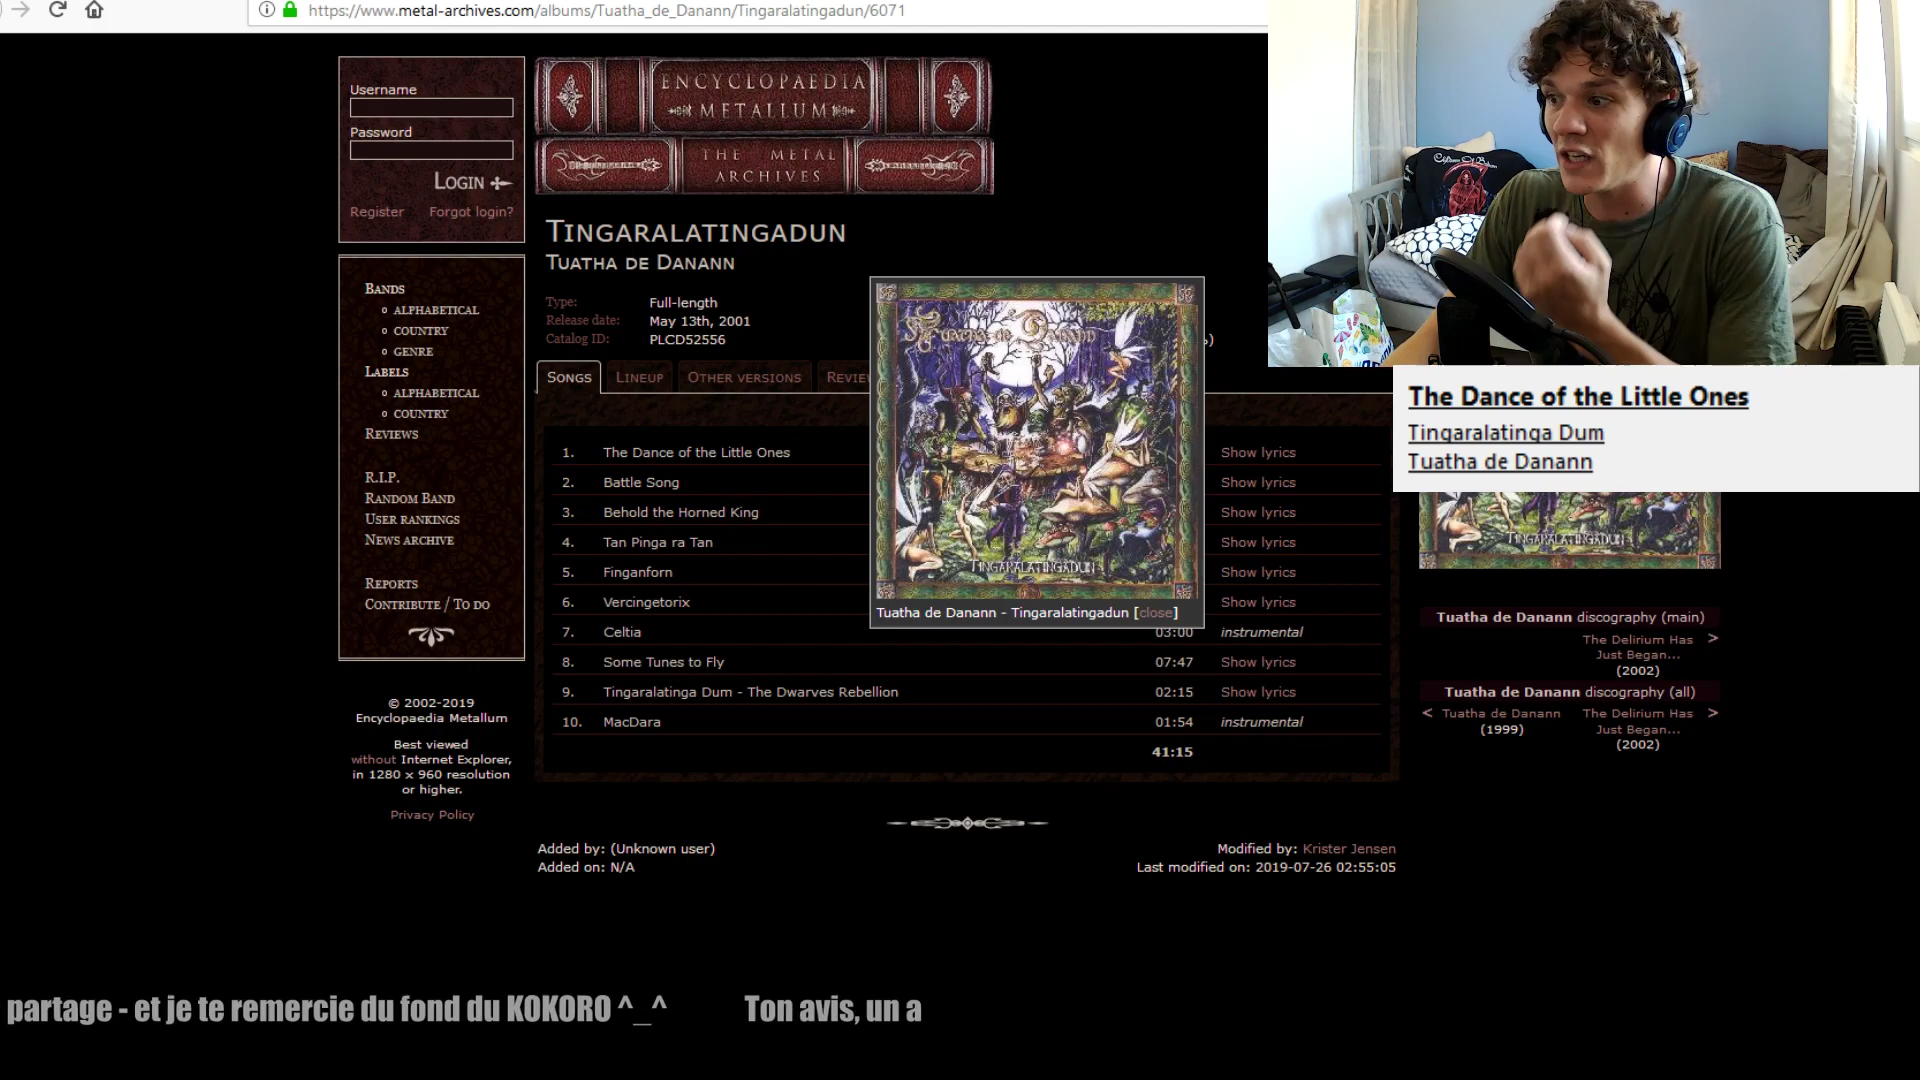 https://www.metal-archives.com/albums/Tuatha_de_Danann/Tingaralatingadun/6071
Username
Password
LOGIN
Register Forgot login?
ENCYCLOPAEDIA
METALLUM
THE METAL
ARCHIVES
TINGARALATINGADUN
TUATHA DE DANANN
Type: Full-length
Release date: May 13th, 2001
Catalog ID: PLCD52556
SONGS LINEUP OTHER VERSIONS REVIE
BANDS
ALPHABETICAL
COUNTRY
GENRE
LABELS
ALPHABETICAL
COUNTRY
REVIEWS
R.I.P.
RANDOM BAND
USER RANKINGS
NEWS ARCHIVE
REPORTS
CONTRIBUTE / TO DO
© 2002-2019
Encyclopaedia Metallum
Best viewed
without Internet Explorer,
in 1280 x 960 resolution
or higher.
Privacy Policy
1. The Dance of the Little Ones Show lyrics
2. Battle Song Show lyrics
3. Behold the Horned King Show lyrics
4. Tan Pinga ra Tan Show lyrics
5. Finganforn Show lyrics
6. Vercingetorix Show lyrics
7. Celtia 03:00 instrumental
8. Some Tunes to Fly 07:47 Show lyrics
9. Tingaralatinga Dum - The Dwarves Rebellion 02:15 Show lyrics
10. MacDara 01:54 instrumental
41:15
Tuatha de Danann
TINGARALATINGADUN
Tuatha de Danann - Tingaralatingadun [close]
Children Of Bodom
The Dance of the Little Ones
Tingaralatinga Dum
Tuatha de Danann
TINGARALATINGADUN
Tuatha de Danann discography (main)
The Delirium Has >
Just Began...
(2002)
Tuatha de Danann discography (all)
< Tuatha de Danann The Delirium Has >
(1999) Just Began...
(2002)
Added by: (Unknown user) Modified by: Krister Jensen
Added on: N/A Last modified on: 2019-07-26 02:55:05
partage - et je te remercie du fond du KOKORO ^_^ Ton avis, un a